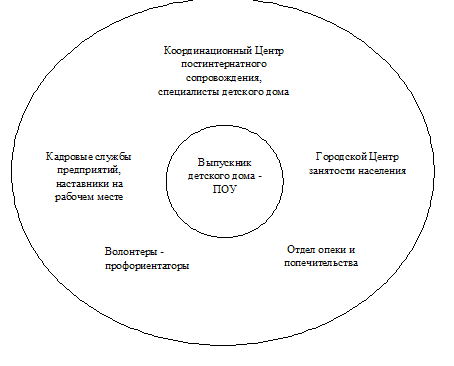 Координационный Центр
постинтернатного
сопровождения,
специалисты детского дома
Кадровые службы
предприятий,
наставники на
рабочем месте
Выпускник
детского дома -
ПОУ
Городской Центр
занятости населения
Волонтеры -
профориентаторы
Отдел опеки и
попечительства